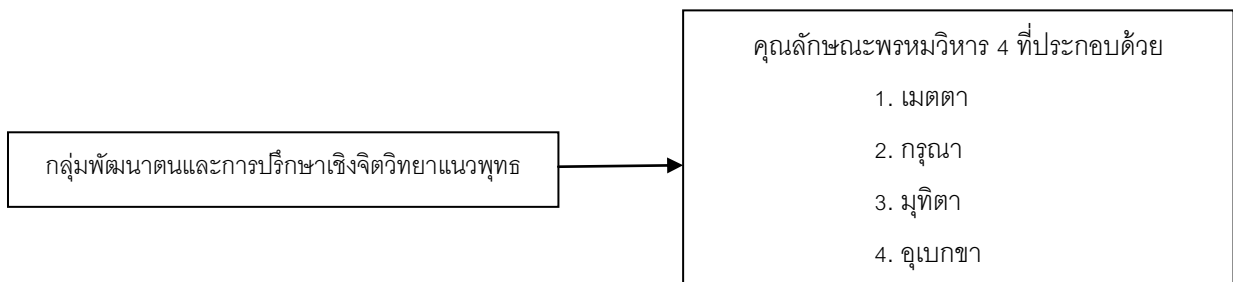 กลุ่มพัฒนาตนและการปรึกษาเชิงจิตวิทยาแนวพุทธ
คุณลักษณะพรหมวิหาร 4 ที่ประกอบด้วย
1. เมตตา
2. กรุณา
3. มุทิตา
4. อุเบกขา